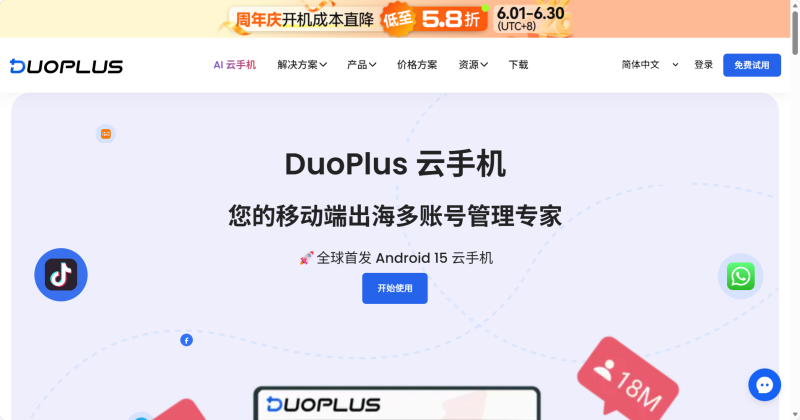 周年庆开机成本直降 低至 5.8折 6.01-6.30
(UTC+8)
DUOPLUS AI 云手机 解决方案 产品 价格方案 资源 下载 简体中文 登录 免费试用
DuoPlus 云手机
您的移动端出海多账号管理专家
🚀 全球首发 Android 15 云手机
开始使用
18M
DUOPLUS